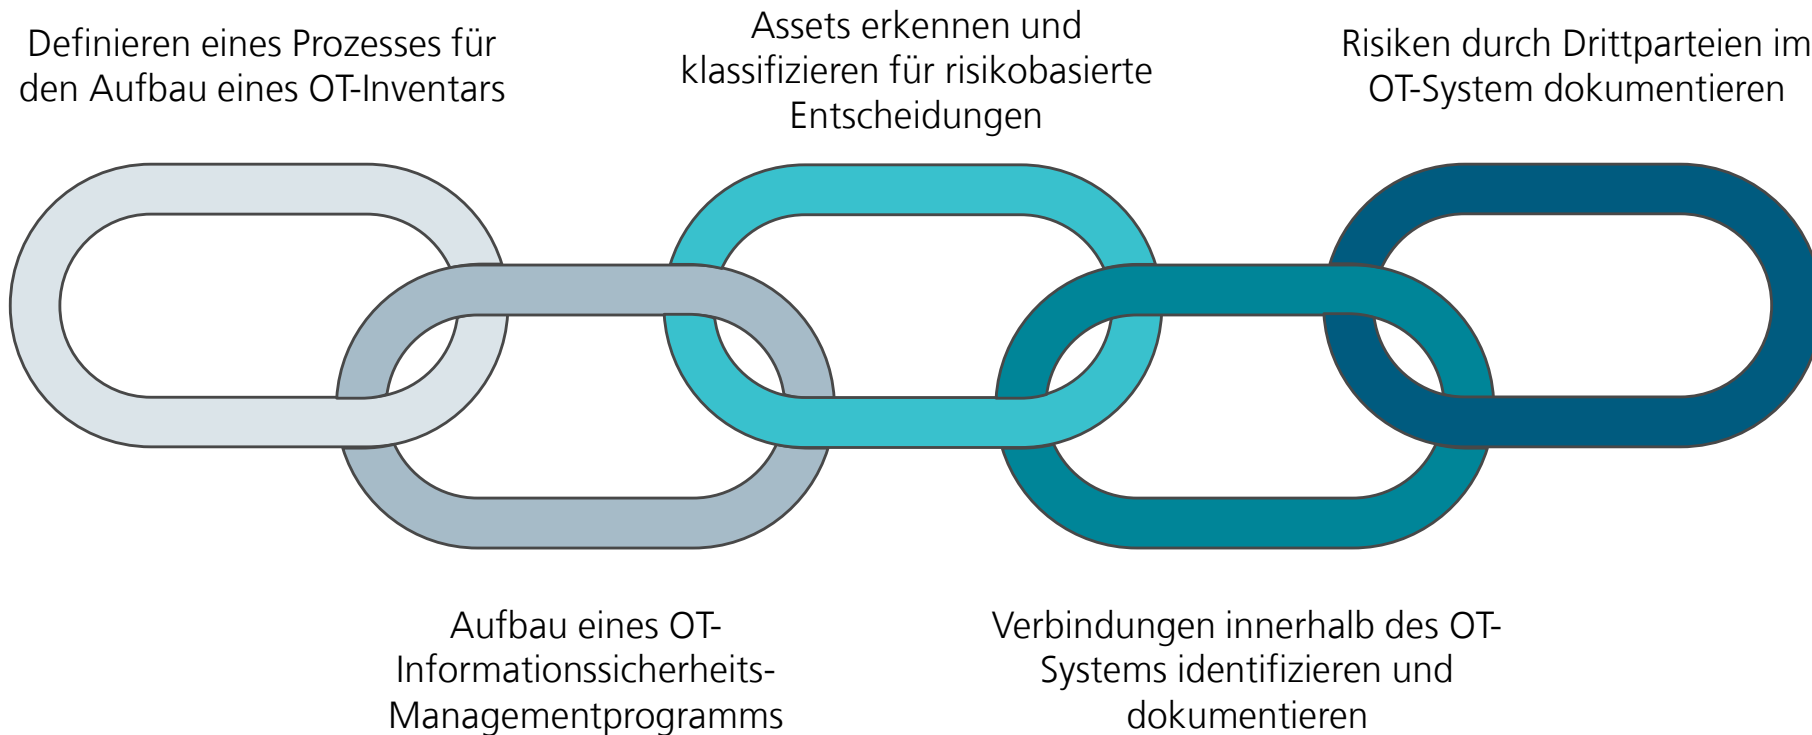 Definieren eines Prozesses für
den Aufbau eines OT-Inventars
Assets erkennen und
klassifizieren für risikobasierte
Entscheidungen
Risiken durch Drittparteien im
OT-System dokumentieren
Aufbau eines OT-
Informationssicherheits-
Managementprogramms
Verbindungen innerhalb des OT-
Systems identifizieren und
dokumentieren